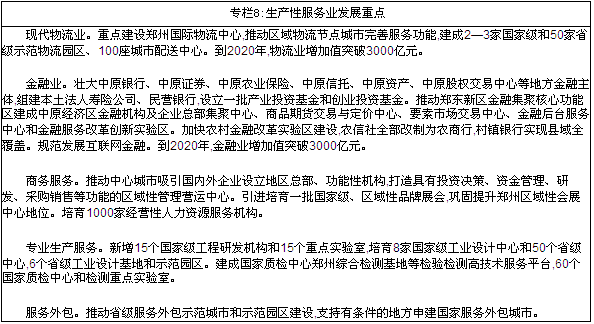 专栏8:生产性服务业发展重点
现代物流业。重点建设郑州国际物流中心,推动区域物流节点城市完善服务功能,建成2—3家国家级和50家省
级示范物流园区、100座城市配送中心。到2020年,物流业增加值突破3000亿元。
金融业。壮大中原银行、中原证券、中原农业保险、中原信托、中原资产、中原股权交易中心等地方金融主
体,组建本土法人寿险公司、民营银行,设立一批产业投资基金和创业投资基金。推动郑东新区金融集聚核心功能
区建成中原经济区金融机构及企业总部集聚中心、商品期货交易与定价中心、要素市场交易中心、金融后台服务
中心和金融服务改革创新实验区。加快农村金融改革实验区建设,农信社全部改制为农商行,村镇银行实现县域全
覆盖。规范发展互联网金融。到2020年,金融业增加值突破3000亿元。
商务服务。推动中心城市吸引国内外企业设立地区总部、功能性机构,打造具有投资决策、资金管理、研
发、采购销售等功能的区域性管理营运中心。引进培育一批国家级、区域性品牌展会,巩固提升郑州区域性会展
中心地位。培育1000家经营性人力资源服务机构。
专业生产服务。新增15个国家级工程研发机构和15个重点实验室,培育8家国家级工业设计中心和50个省级
中心,6个省级工业设计基地和示范园区。建成国家质检中心郑州综合检测基地等检验检测高技术服务平台,60个
国家质检中心和检测重点实验室。
服务外包。推动省级服务外包示范城市和示范园区建设,支持有条件的地方申建国家服务外包城市。